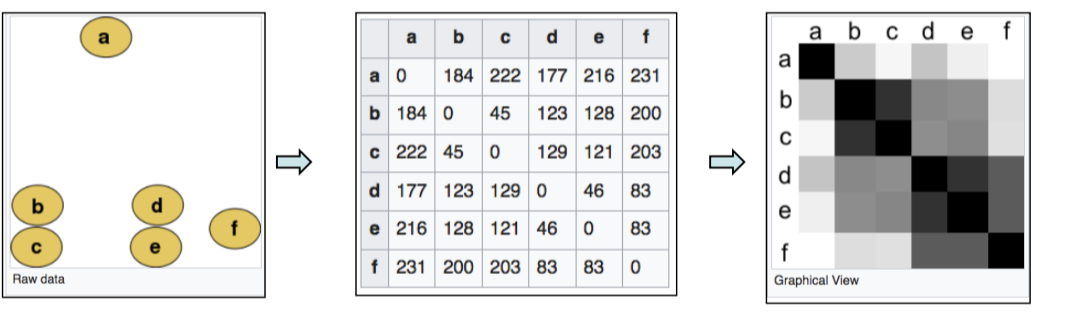 a
b
d
f
c
e
Raw data
a b c d e f
a 0 184 222 177 216 231
b 184 0 45 123 128 200
c 222 45 0 129 121 203
d 177 123 129 0 46 83
e 216 128 121 46 0 83
f 231 200 203 83 83 0
a b c d e f
a
b
c
d
e
f
Graphical View